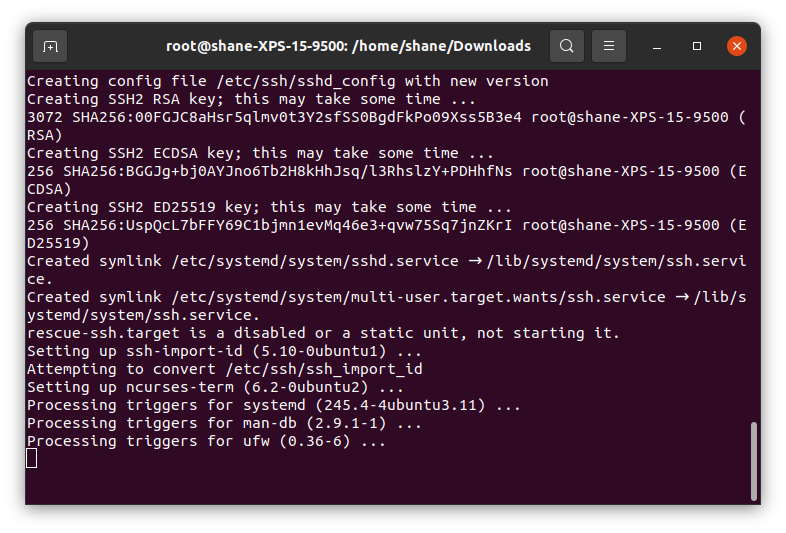 root@shane-XPS-15-9500: /home/shane/Downloads
Creating config file /etc/ssh/sshd_config with new version
Creating SSH2 RSA key; this may take some time ...
3072 SHA256:00FGJC8aHsr5qlmv0t3Y2sfSS0BgdFkPo09Xss5B3e4 root@shane-XPS-15-9500 (
RSA)
Creating SSH2 ECDSA key; this may take some time ...
256 SHA256:BGGJg+bj0AYJno6Tb2H8kHhJsq/l3RhslzY+PDHhfNs root@shane-XPS-15-9500 (E
CDSA)
Creating SSH2 ED25519 key; this may take some time ...
256 SHA256:UspQcL7bFFY69C1bjmn1evMq46e3+qvw75Sq7jnZKrI root@shane-XPS-15-9500 (E
D25519)
Created symlink /etc/systemd/system/sshd.service → /lib/systemd/system/ssh.servi
ce.
Created symlink /etc/systemd/system/multi-user.target.wants/ssh.service → /lib/s
ystemd/system/ssh.service.
rescue-ssh.target is a disabled or a static unit, not starting it.
Setting up ssh-import-id (5.10-0ubuntu1) ...
Attempting to convert /etc/ssh/ssh_import_id
Setting up ncurses-term (6.2-0ubuntu2) ...
Processing triggers for systemd (245.4-4ubuntu3.11) ...
Processing triggers for man-db (2.9.1-1) ...
Processing triggers for ufw (0.36-6) ...